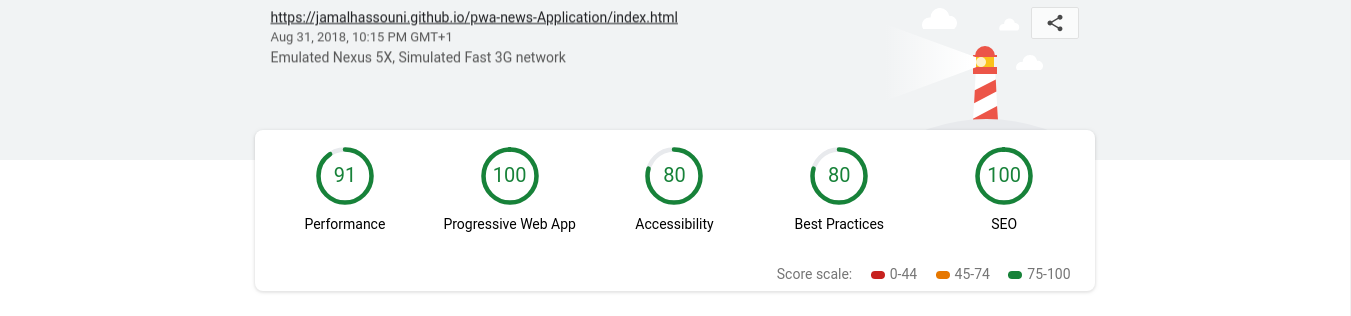 https://jamalhassouni.github.io/pwa-news-Application/index.html
Aug 31, 2018, 10:15 PM GMT+1
Emulated Nexus 5X, Simulated Fast 3G network
91 100 80 80 100
Performance Progressive Web App Accessibility Best Practices SEO
Score scale: 0-44 45-74 75-100